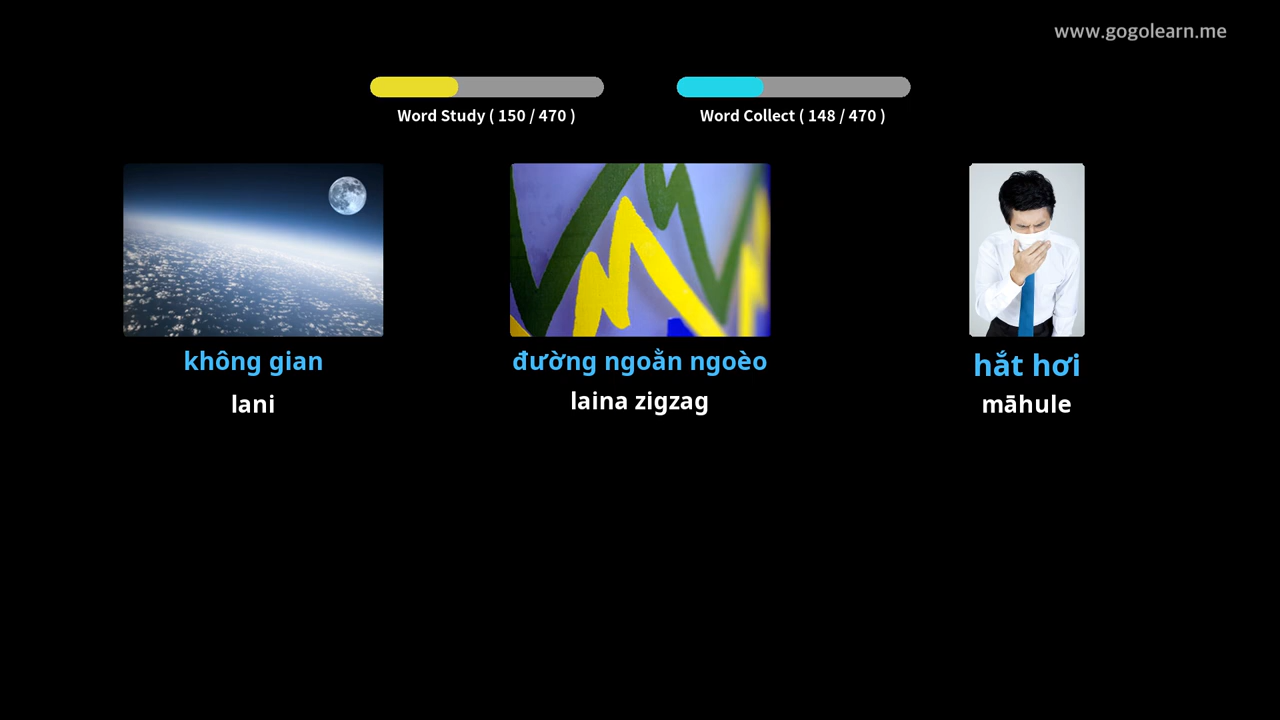 www.gogolearn.me
Word Study ( 150 / 470 )
Word Collect ( 148 / 470 )
không gian
đường ngoằn ngoèo
hắt hơi
lani
laina zigzag
māhule